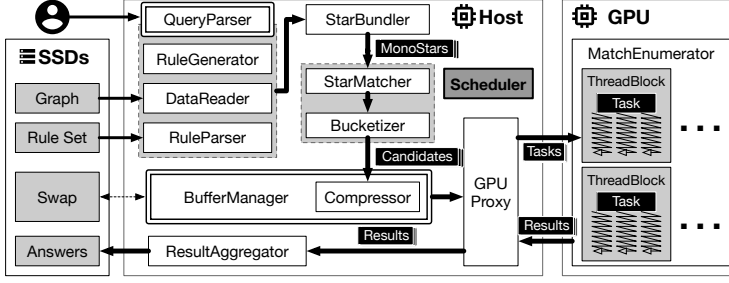 QueryParser
StarBundler
Host
GPU
SSDs
RuleGenerator
MonoStars
MatchEnumerator
StarMatcher
Scheduler
ThreadBlock
Graph
DataReader
Task
Rule Set
RuleParser
Bucketizer
...
Candidates
Tasks
Swap
BufferManager
Compressor
GPU
Proxy
ThreadBlock
Task
...
Results
Results
Answers
ResultAggregator